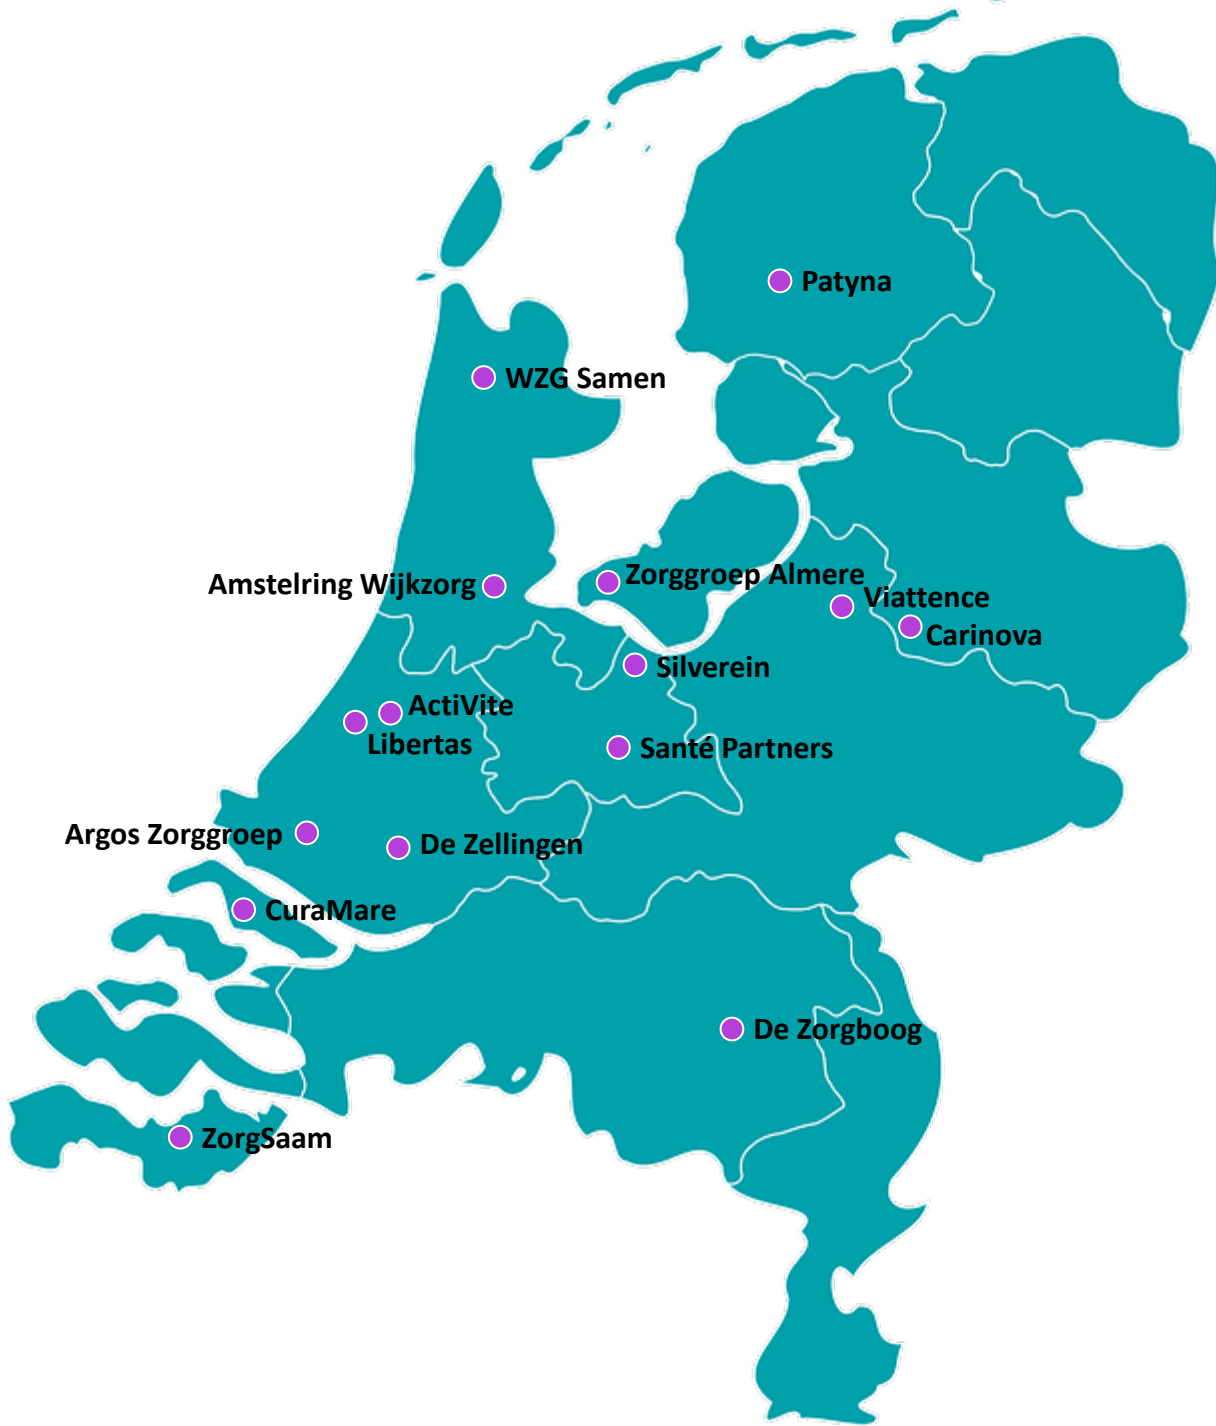 Patyna
WZG Samen
Amstelring Wijkzorg
Zorggroep Almere
Viattence
Carinova
Silverein
ActiVite
Libertas
Santé Partners
Argos Zorggroep
De Zellingen
CuraMare
De Zorgboog
ZorgSaam